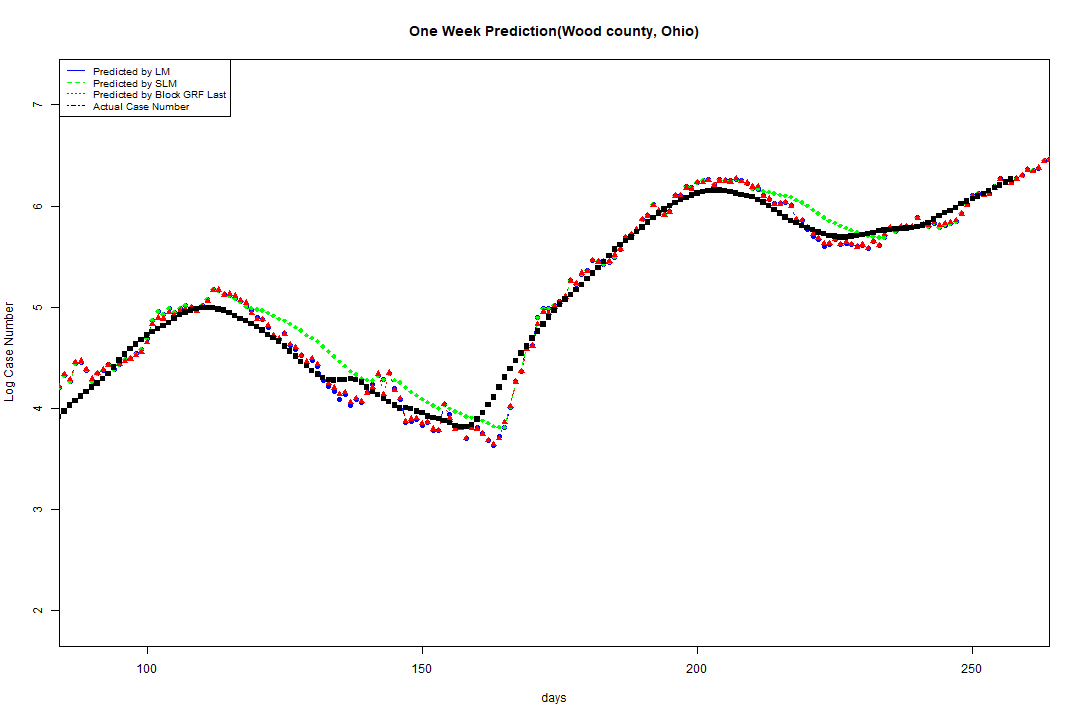 One Week Prediction(Wood county, Ohio)
Predicted by LM
Predicted by SLM
Predicted by Block GRF Last
Actual Case Number
7
6
5
4
3
2
Log Case Number
100 150 200 250
days